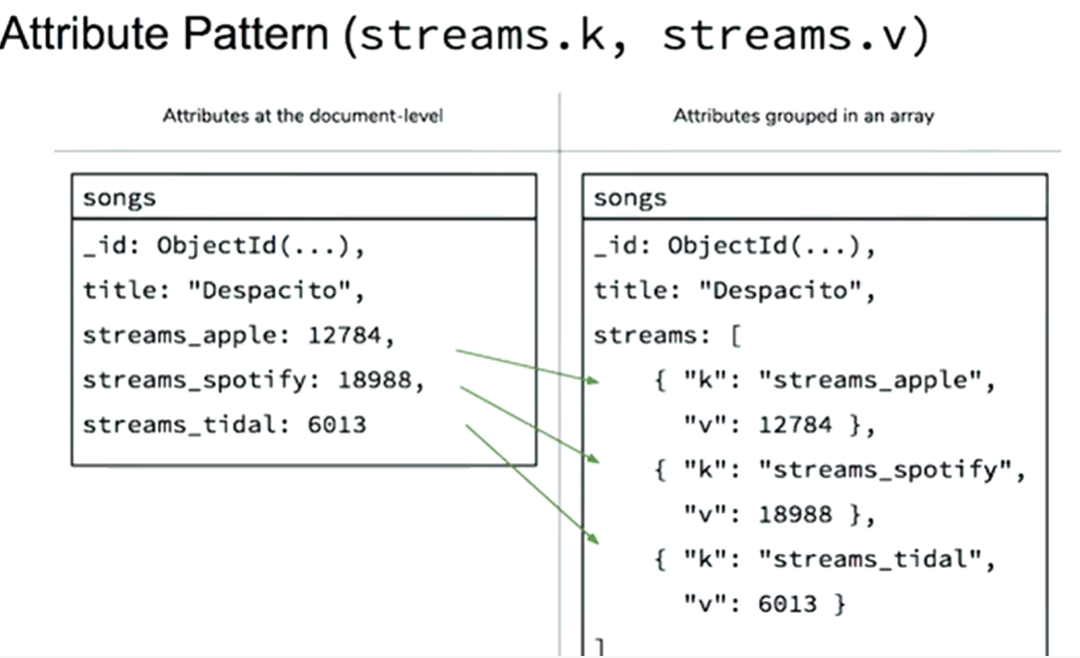 Attribute Pattern (streams.k, streams.v)
Attributes at the document-level
songs
_id: ObjectId(...),
title: "Despacito",
streams_apple: 12784,
streams_spotify: 18988,
streams_tidal: 6013
Attributes grouped in an array
songs
_id: ObjectId(...),
title: "Despacito",
streams: [
{ "k": "streams_apple",
"v": 12784 },
{ "k": "streams_spotify",
"v": 18988 },
{ "k": "streams_tidal",
"v": 6013 }
]